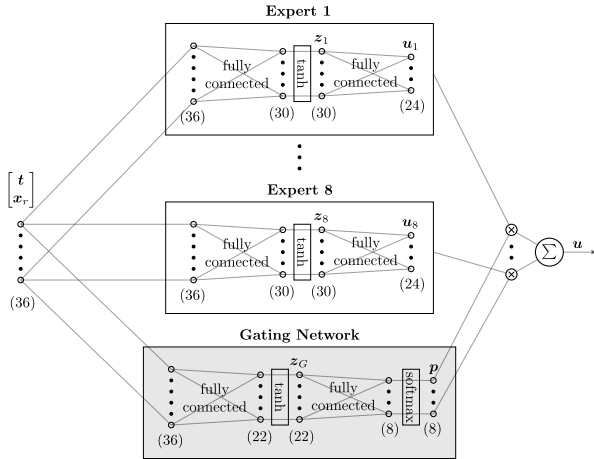 Expert 1
z₁
u₁
fully
connected
tanh
fully
connected
(36)
(30)
(30)
(24)
[t
xᵣ]
(36)
Expert 8
z₈
u₈
fully
connected
tanh
fully
connected
(36)
(30)
(30)
(24)
∑
u
Gating Network
z_G
p
fully
connected
tanh
fully
connected
softmax
(36)
(22)
(22)
(8)
(8)